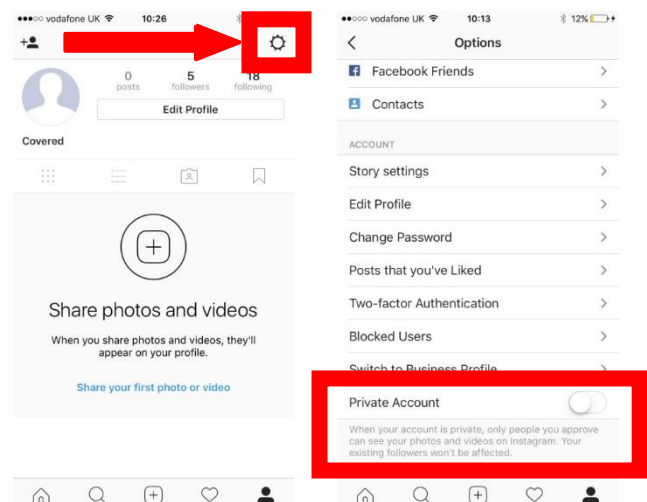 vodafone UK 10:26
0 5 18
posts followers following
Edit Profile
Covered
Share photos and videos
When you share photos and videos, they'll
appear on your profile.
Share your first photo or video
vodafone UK 10:13 12%
Options
Facebook Friends
Contacts
ACCOUNT
Story settings
Edit Profile
Change Password
Posts that you've Liked
Two-factor Authentication
Blocked Users
Switch to Business Profile
Private Account
When your account is private, only people you approve
can see your photos and videos on Instagram. Your
existing followers won't be affected.